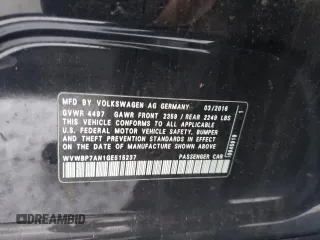 MFD. BY VOLKSWAGEN AG GERMANY 03/2016
GVWR 4497 GAWR FRONT 2359 / REAR 2249 LBS
THIS VEHICLE CONFORMS TO ALL APPLICABLE
U.S. FEDERAL MOTOR VEHICLE SAFETY, BUMPER
AND THEFT PREVENTION STANDARDS IN EFFECT
ON THE DATE OF MANUFACTURE SHOWN ABOVE.
WVWBP7AN1GE515237 PASSENGER CAR
DREAMBID